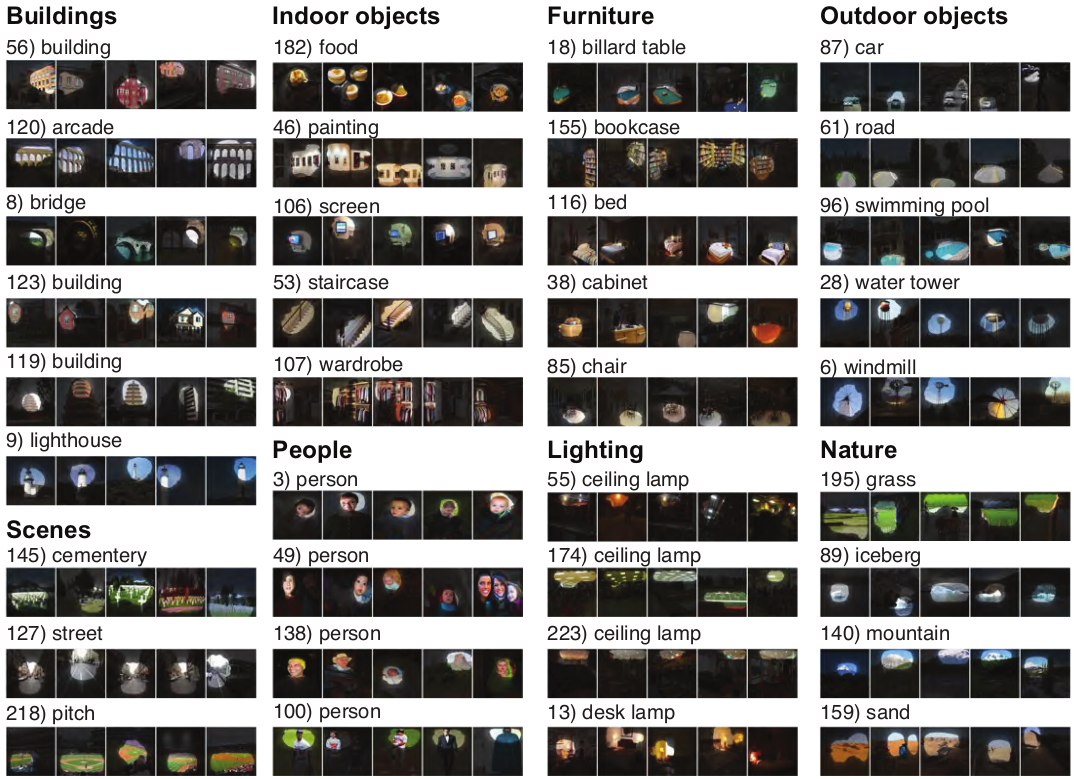 Buildings
56) building
120) arcade
8) bridge
123) building
119) building
9) lighthouse
Scenes
145) cementery
127) street
218) pitch
Indoor objects
182) food
46) painting
106) screen
53) staircase
107) wardrobe
People
3) person
49) person
138) person
100) person
Furniture
18) billard table
155) bookcase
116) bed
38) cabinet
85) chair
Lighting
55) ceiling lamp
174) ceiling lamp
223) ceiling lamp
13) desk lamp
Outdoor objects
87) car
61) road
96) swimming pool
28) water tower
6) windmill
Nature
195) grass
89) iceberg
140) mountain
159) sand